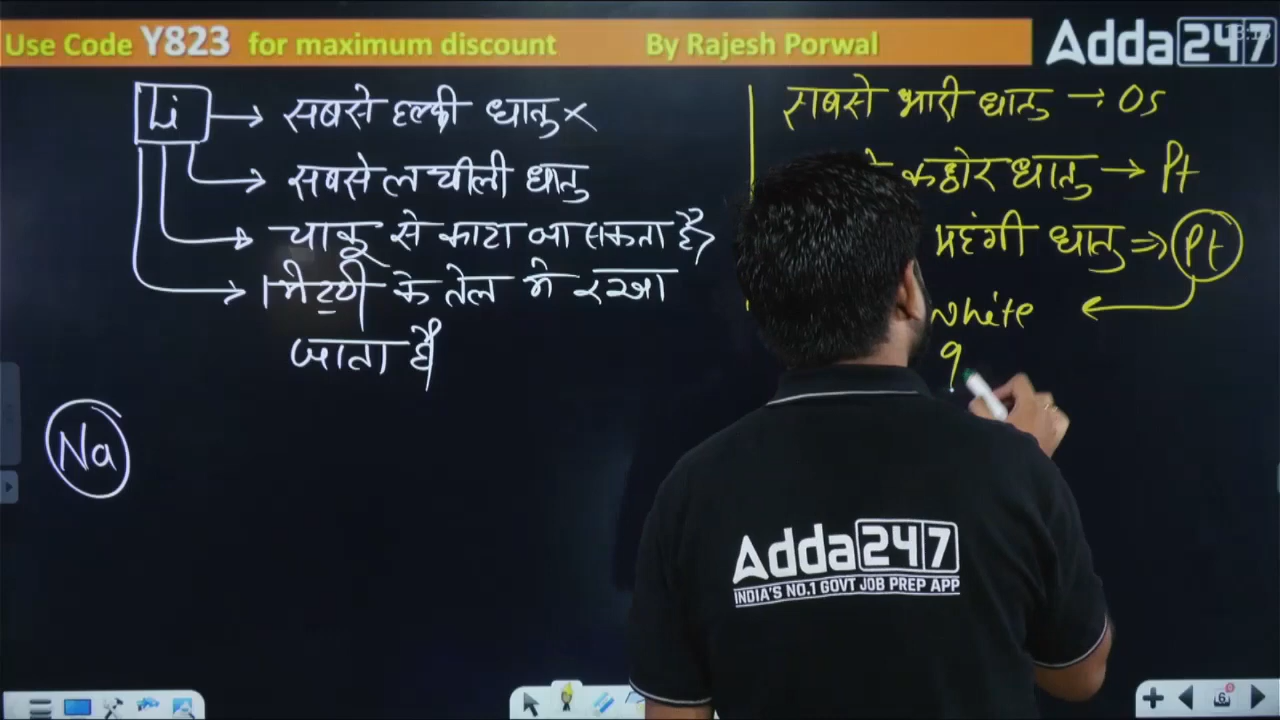 Use Code Y823 for maximum discount By Rajesh Porwal
Adda247
Li → सबसे हल्की धातु ×
→ सबसे लचीली धातु
→ चाकू से काटा जा सकता है
→ मिट्टी के तेल मे रखा
जाता है
Na
सबसे भारी धातु → Os
कठोर धातु → Pt
महंगी धातु ⇒ Pt
white
g
Adda247
INDIA'S NO.1 GOVT JOB PREP APP
6